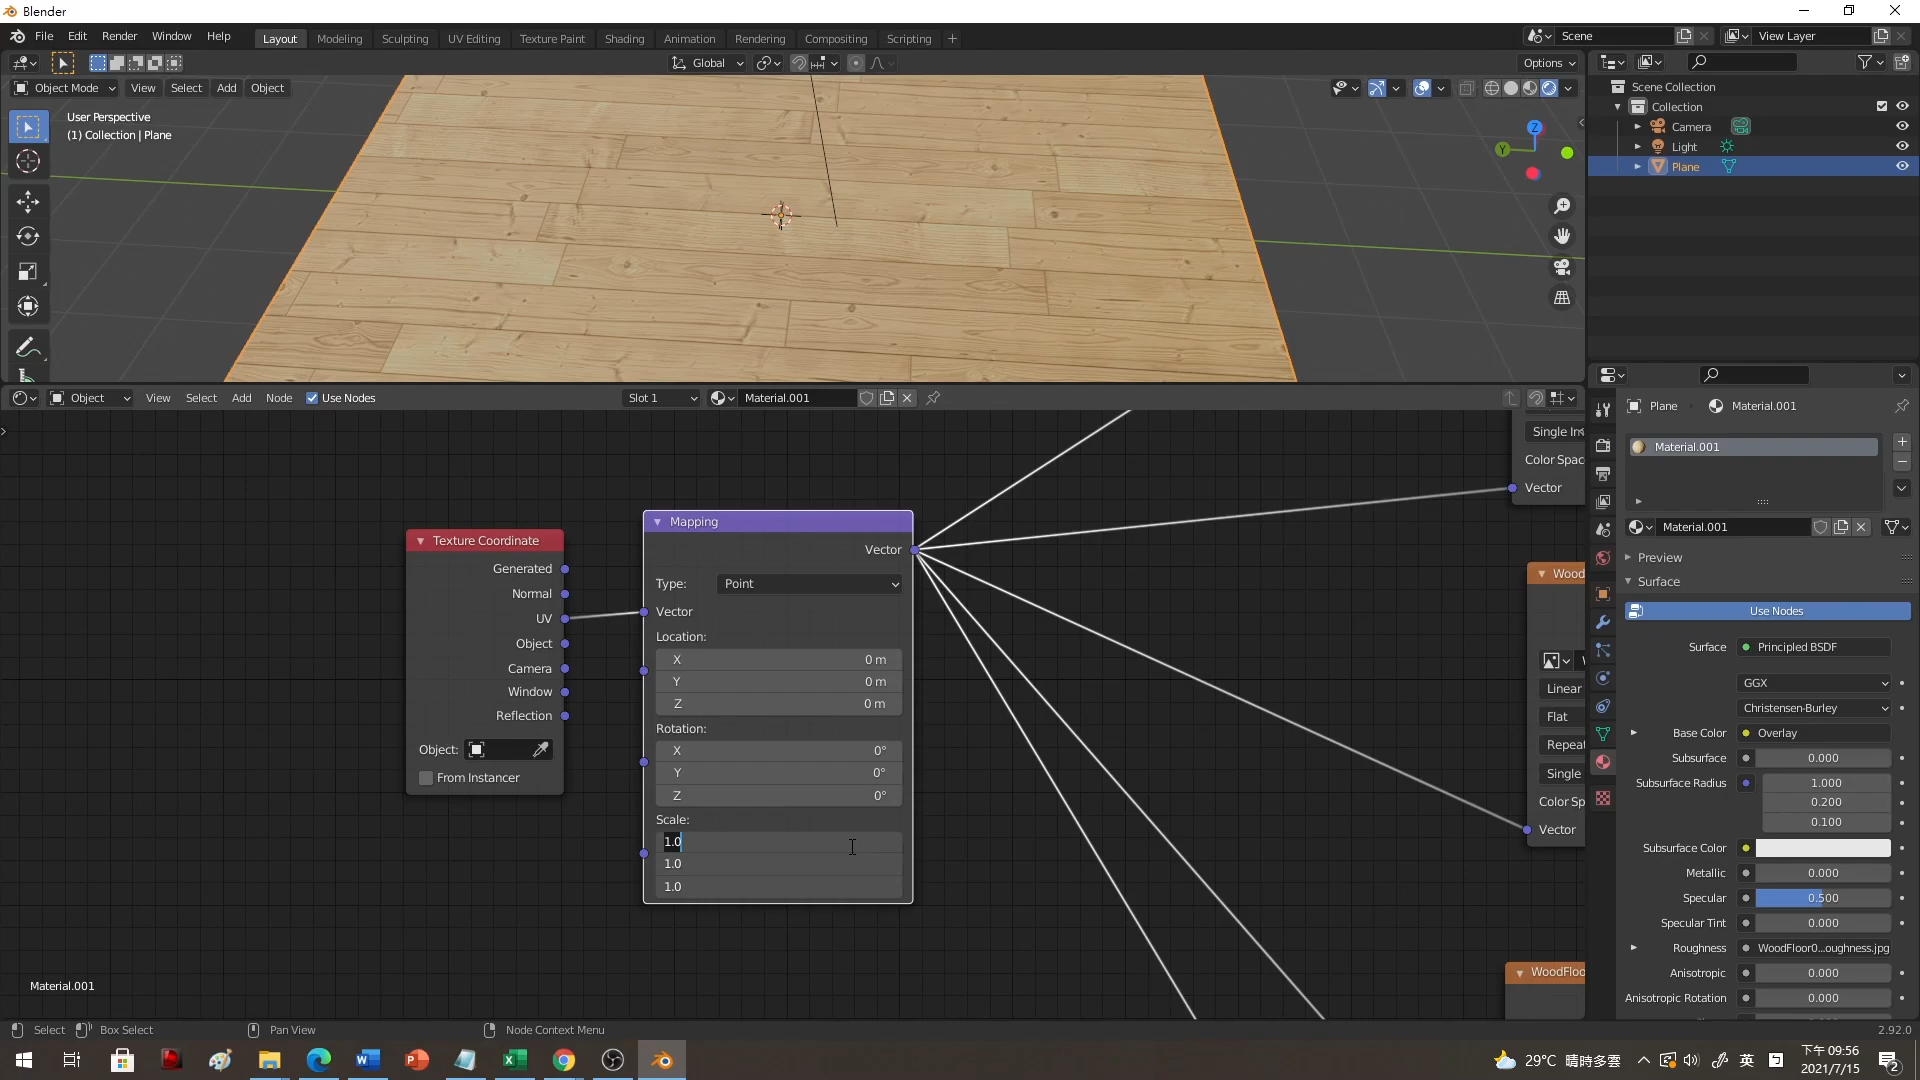 Blender
File Edit Render Window Help
Layout Modeling Sculpting UV Editing Texture Paint Shading Animation Rendering Compositing Scripting +
Scene
View Layer
Global
Options
Object Mode View Select Add Object
User Perspective
(1) Collection | Plane
Z
Y
Scene Collection
Collection
Camera
Light
Plane
Object View Select Add Node Use Nodes
Slot 1
Material.001
Texture Coordinate
Generated
Normal
UV
Object
Camera
Window
Reflection
Object:
From Instancer
Mapping
Vector
Type: Point
Vector
Location:
X 0 m
Y 0 m
Z 0 m
Rotation:
X 0°
Y 0°
Z 0°
Scale:
1.0
1.0
1.0
Color Spac
Vector
Wood
Linear
Flat
Repeat
Single
Color Sp
Vector
WoodFloo
Material.001
Plane Material.001
Material.001
Material.001
Preview
Surface
Use Nodes
Surface Principled BSDF
GGX
Christensen-Burley
Base Color Overlay
Subsurface 0.000
Subsurface Radius 1.000
0.200
0.100
Subsurface Color
Metallic 0.000
Specular 0.500
Specular Tint 0.000
Roughness WoodFloor0...oughness.jpg
Anisotropic 0.000
Anisotropic Rotation 0.000
Select Box Select Pan View Node Context Menu
2.92.0
29°C 晴時多雲
英
下午 09:56
2021/7/15
2